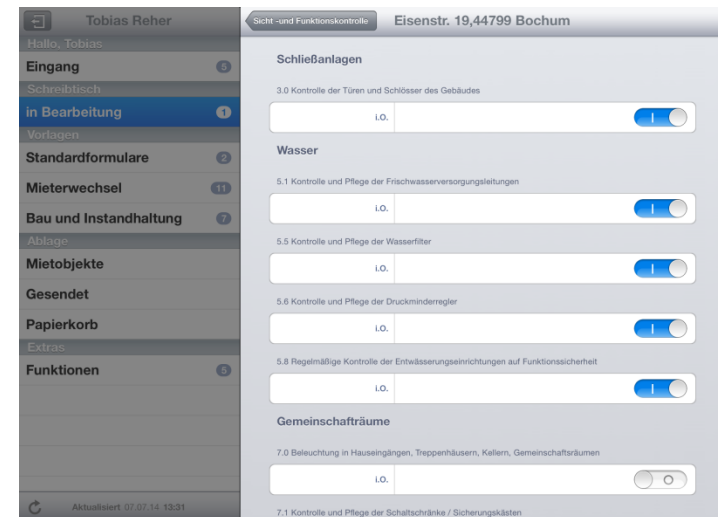 Tobias Reher
Hallo, Tobias
Eingang 5
Schreibtisch
in Bearbeitung 1
Vorlagen
Standardformulare 2
Mieterwechsel 11
Bau und Instandhaltung 7
Ablage
Mietobjekte
Gesendet
Papierkorb
Extras
Funktionen 5
Aktualisiert 07.07.14 13:31
Sicht -und Funktionskontrolle
Eisenstr. 19,44799 Bochum
Schließanlagen
3.0 Kontrolle der Türen und Schlösser des Gebäudes
i.O.
Wasser
5.1 Kontrolle und Pflege der Frischwasserversorgungsleitungen
i.O.
5.5 Kontrolle und Pflege der Wasserfilter
i.O.
5.6 Kontrolle und Pflege der Druckminderregler
i.O.
5.8 Regelmäßige Kontrolle der Entwässerungseinrichtungen auf Funktionssicherheit
i.O.
Gemeinschafträume
7.0 Beleuchtung in Hauseingängen, Treppenhäusern, Kellern, Gemeinschaftsräumen
i.O.
7.1 Kontrolle und Pflege der Schaltschränke / Sicherungskästen